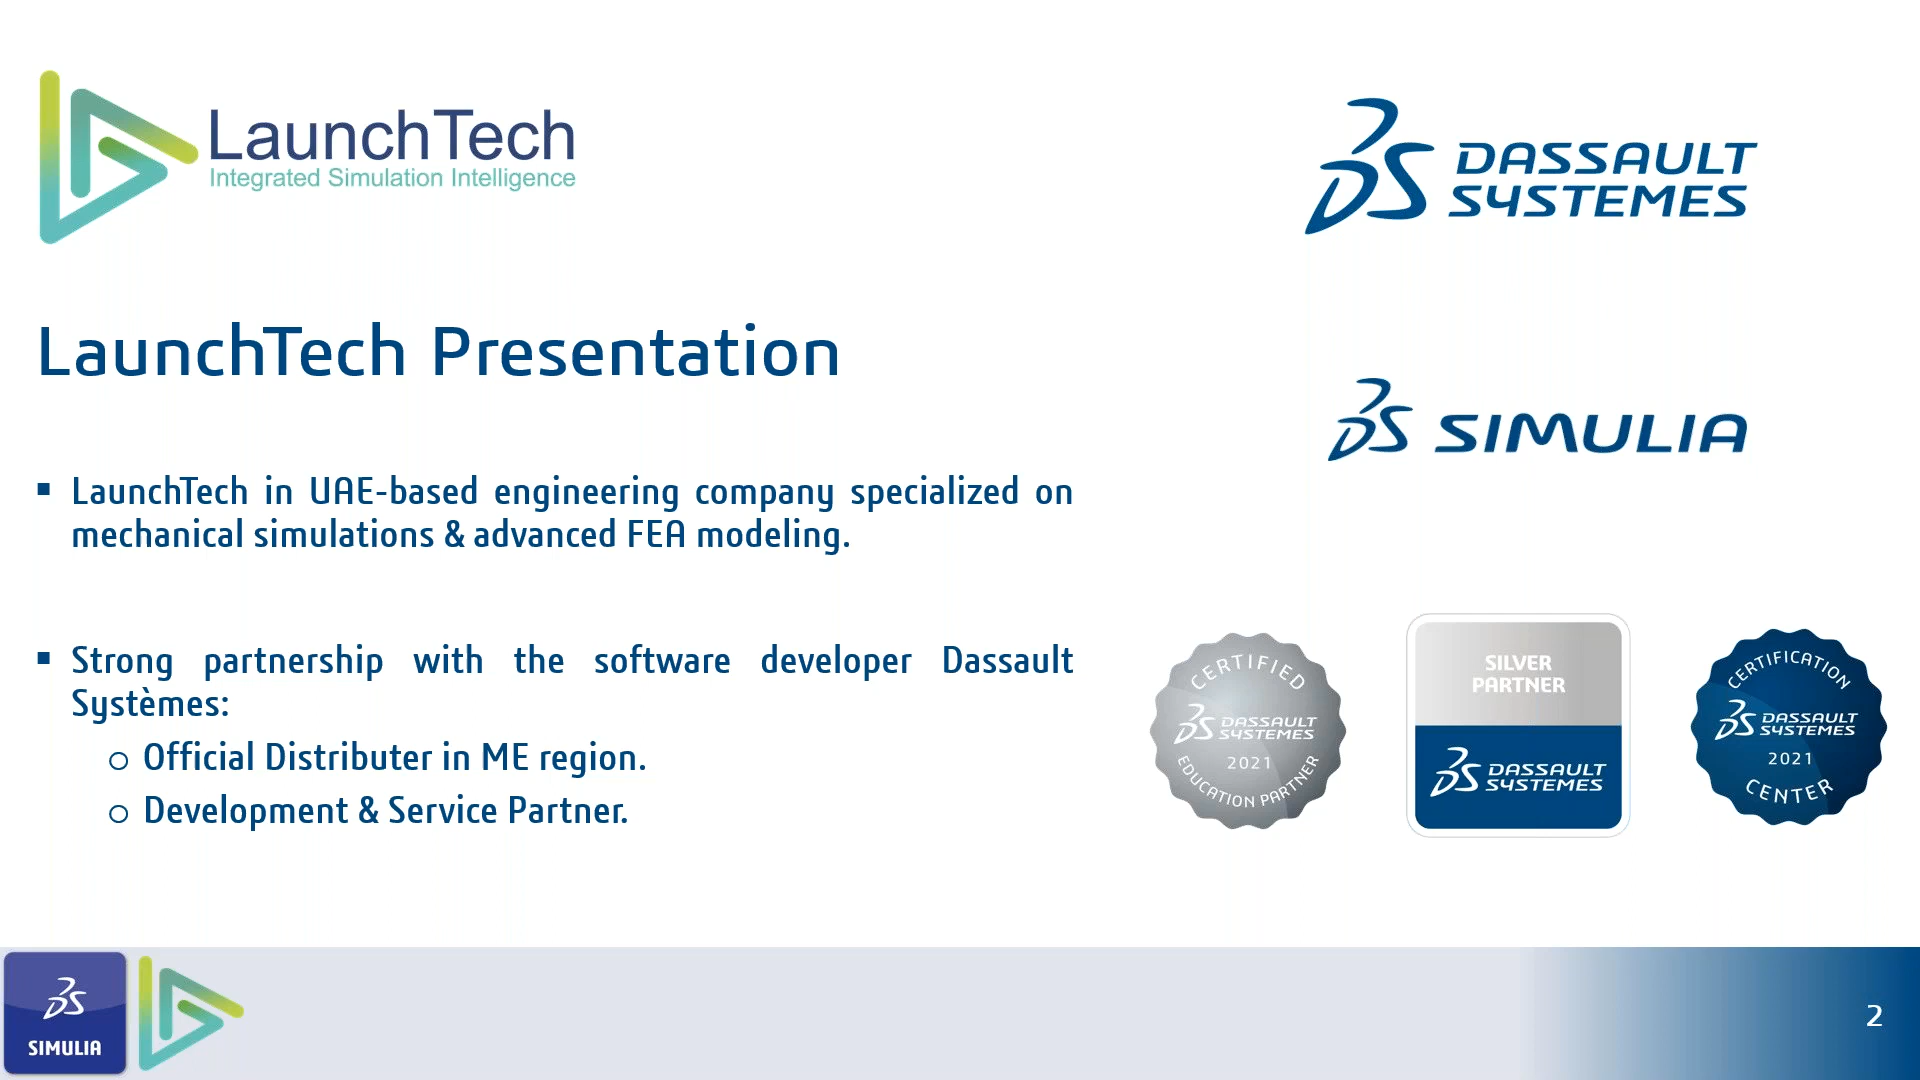 LaunchTech
Integrated Simulation Intelligence
DASSAULT
SYSTEMES
LaunchTech Presentation
SIMULIA
▪ LaunchTech in UAE-based engineering company specialized on
mechanical simulations & advanced FEA modeling.
▪ Strong partnership with the software developer Dassault
Systèmes:
o Official Distributer in ME region.
o Development & Service Partner.
CERTIFIED
DASSAULT
SYSTEMES
2021
EDUCATION PARTNER
SILVER
PARTNER
DASSAULT
SYSTEMES
CERTIFICATION
DASSAULT
SYSTEMES
2021
CENTER
SIMULIA
2